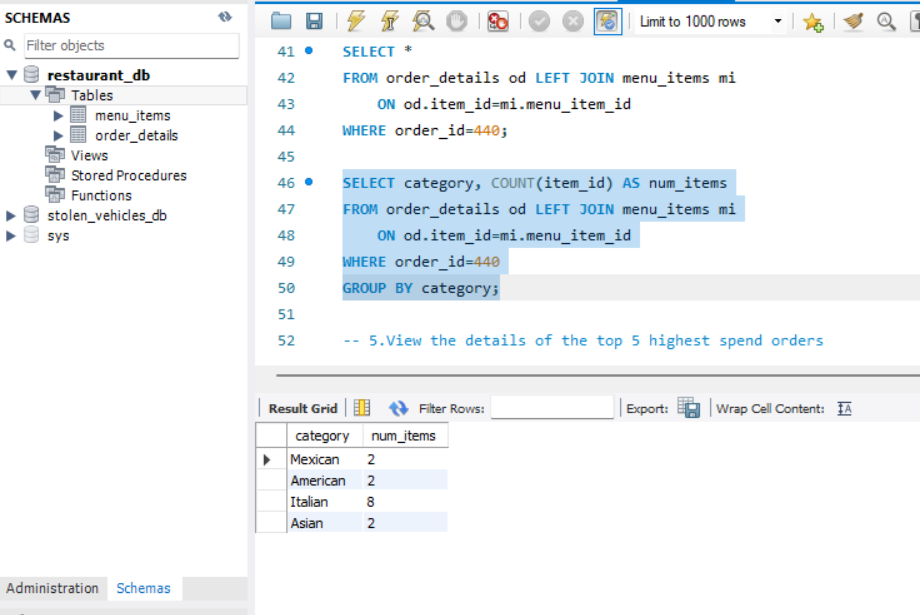 SCHEMAS
Filter objects
restaurant_db
Tables
menu_items
order_details
Views
Stored Procedures
Functions
stolen_vehicles_db
sys
Administration Schemas
Limit to 1000 rows
41 SELECT *
42 FROM order_details od LEFT JOIN menu_items mi
43 ON od.item_id=mi.menu_item_id
44 WHERE order_id=440;
45
46 SELECT category, COUNT(item_id) AS num_items
47 FROM order_details od LEFT JOIN menu_items mi
48 ON od.item_id=mi.menu_item_id
49 WHERE order_id=440
50 GROUP BY category;
51
52 -- 5.View the details of the top 5 highest spend orders
Result Grid Filter Rows: Export: Wrap Cell Content:
category num_items
Mexican 2
American 2
Italian 8
Asian 2